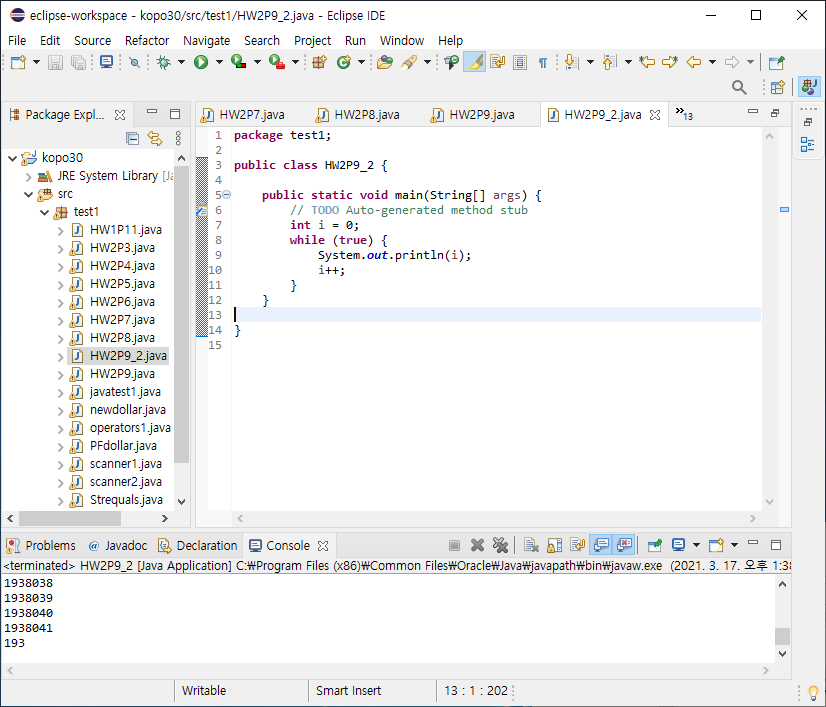 eclipse-workspace - kopo30/src/test1/HW2P9_2.java - Eclipse IDE
File Edit Source Refactor Navigate Search Project Run Window Help
Package Expl...
HW2P7.java HW2P8.java HW2P9.java HW2P9_2.java »13
kopo30
JRE System Library [Ja
src
test1
HW1P11.java
HW2P3.java
HW2P4.java
HW2P5.java
HW2P6.java
HW2P7.java
HW2P8.java
HW2P9_2.java
HW2P9.java
javatest1.java
newdollar.java
operators1.java
PFdollar.java
scanner1.java
scanner2.java
Strequals.java
1 package test1;
2
3 public class HW2P9_2 {
4
5 public static void main(String[] args) {
6 // TODO Auto-generated method stub
7 int i = 0;
8 while (true) {
9 System.out.println(i);
10 i++;
11 }
12 }
13
14 }
15
Problems @ Javadoc Declaration Console
<terminated> HW2P9_2 [Java Application] C:₩Program Files (x86)₩Common Files₩Oracle₩Java₩javapath₩bin₩javaw.exe (2021. 3. 17. 오후 1:38
1938038
1938039
1938040
1938041
193
Writable Smart Insert 13 : 1 : 202